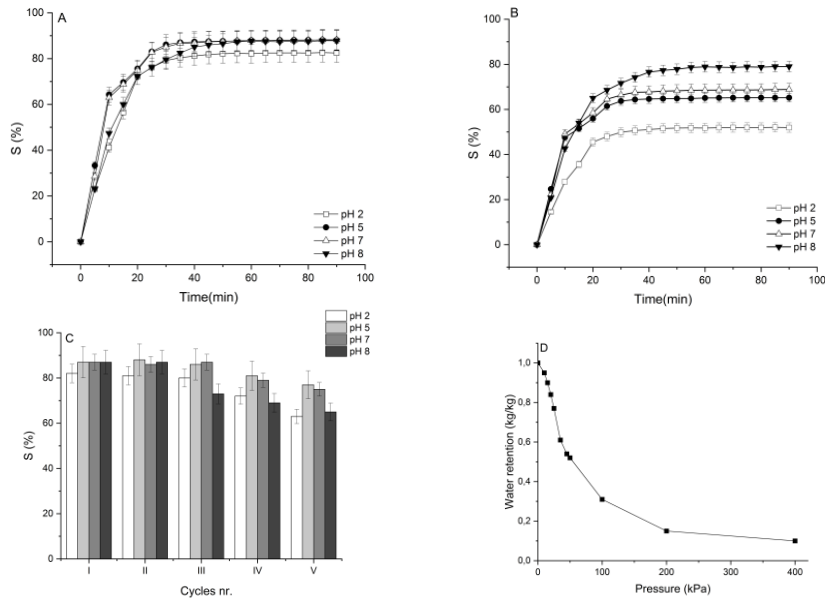 A
S (%)
100
80
60
40
20
0
pH 2
pH 5
pH 7
pH 8
0 20 40 60 80 100
Time(min)
B
S (%)
100
80
60
40
20
0
pH 2
pH 5
pH 7
pH 8
0 20 40 60 80 100
Time(min)
C
pH 2
pH 5
pH 7
pH 8
S (%)
100
80
60
40
20
0
I II III IV V
Cycles nr.
D
Water retention (kg/kg)
1,0
0,8
0,6
0,4
0,2
0,0
0 100 200 300 400
Pressure (kPa)